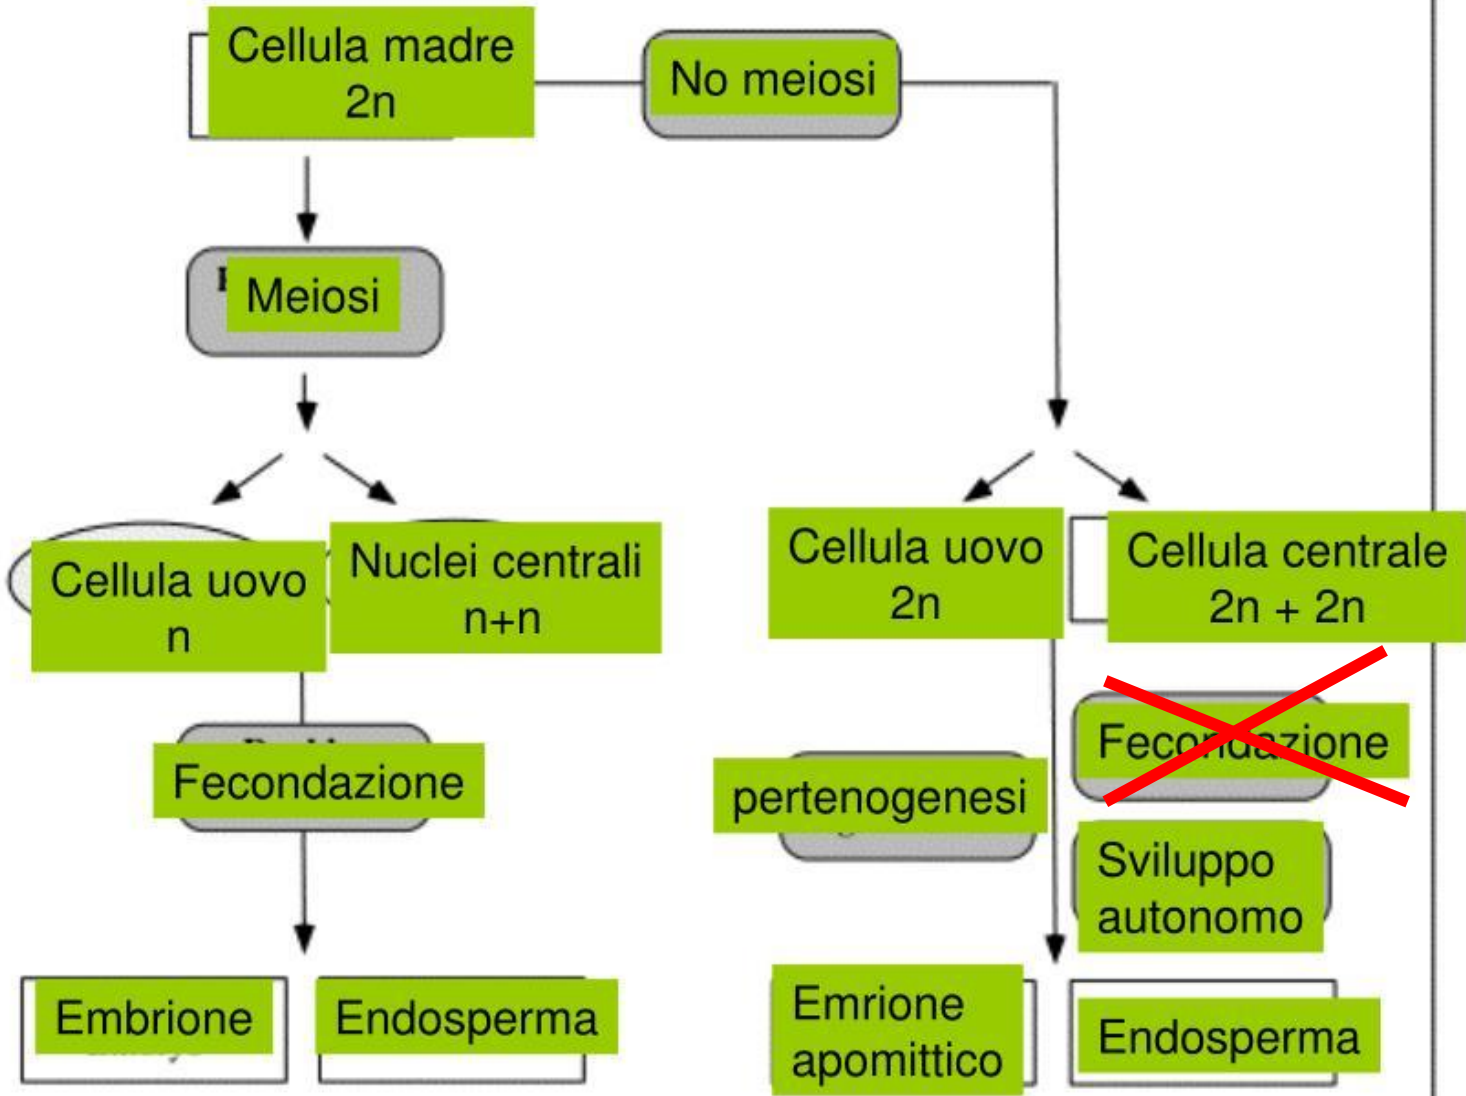 Cellula madre
2n
No meiosi
Meiosi
Cellula uovo
n
Nuclei centrali
n+n
Cellula uovo
2n
Cellula centrale
2n + 2n
Fecondazione
pertenogenesi
Fecondazione
Sviluppo
autonomo
Embrione
Endosperma
Emrione
apomittico
Endosperma